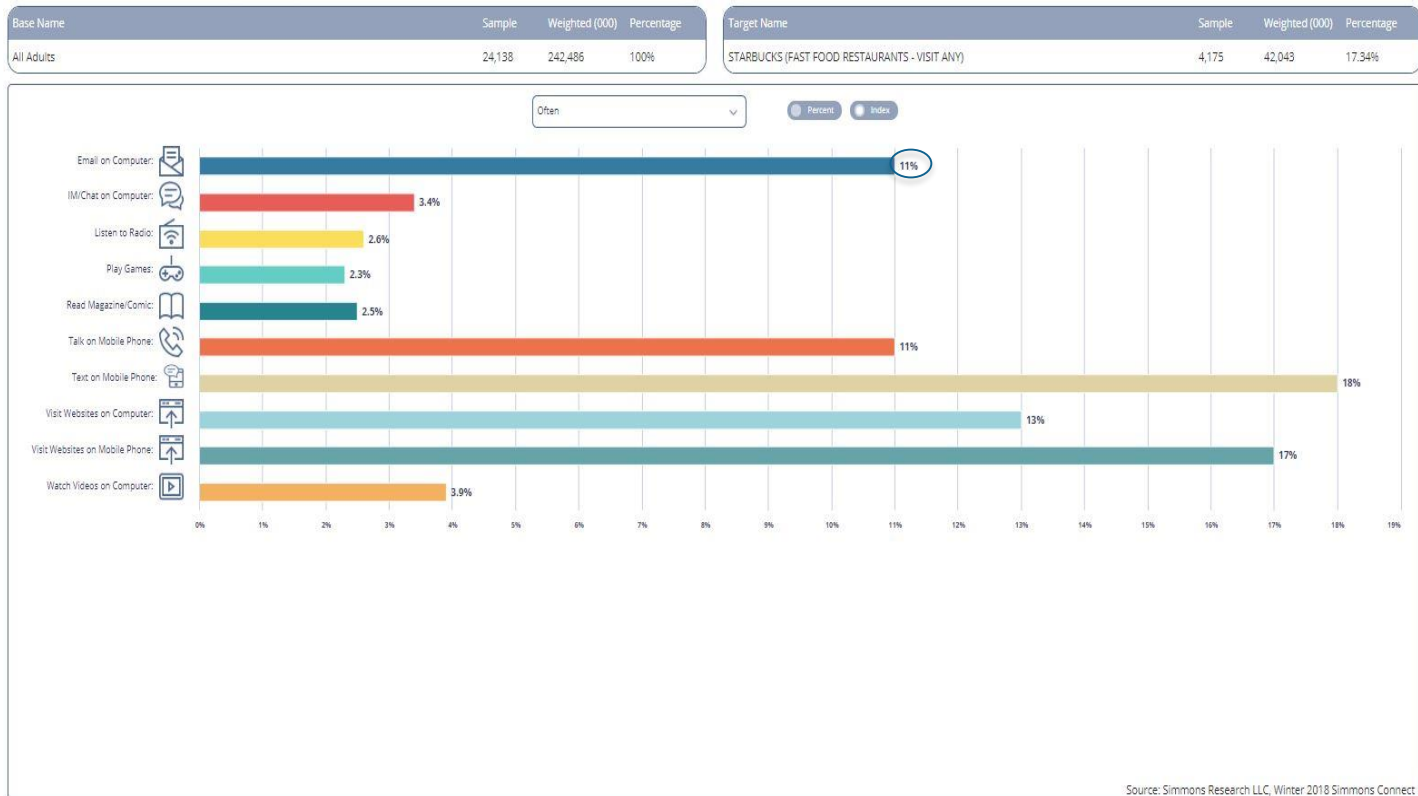 Base Name Sample Weighted (000) Percentage
All Adults 24,138 242,486 100%
Target Name Sample Weighted (000) Percentage
STARBUCKS (FAST FOOD RESTAURANTS - VISIT ANY) 4,175 42,043 17.34%
Often Percent Index
Email on Computer: 11%
IM/Chat on Computer: 3.4%
Listen to Radio: 2.6%
Play Games: 2.3%
Read Magazine/Comic: 2.5%
Talk on Mobile Phone: 11%
Text on Mobile Phone: 18%
Visit Websites on Computer: 13%
Visit Websites on Mobile Phone: 17%
Watch Videos on Computer: 3.9%
0% 1% 2% 3% 4% 5% 6% 7% 8% 9% 10% 11% 12% 13% 14% 15% 16% 17% 18% 19%
Source: Simmons Research LLC, Winter 2018 Simmons Connect